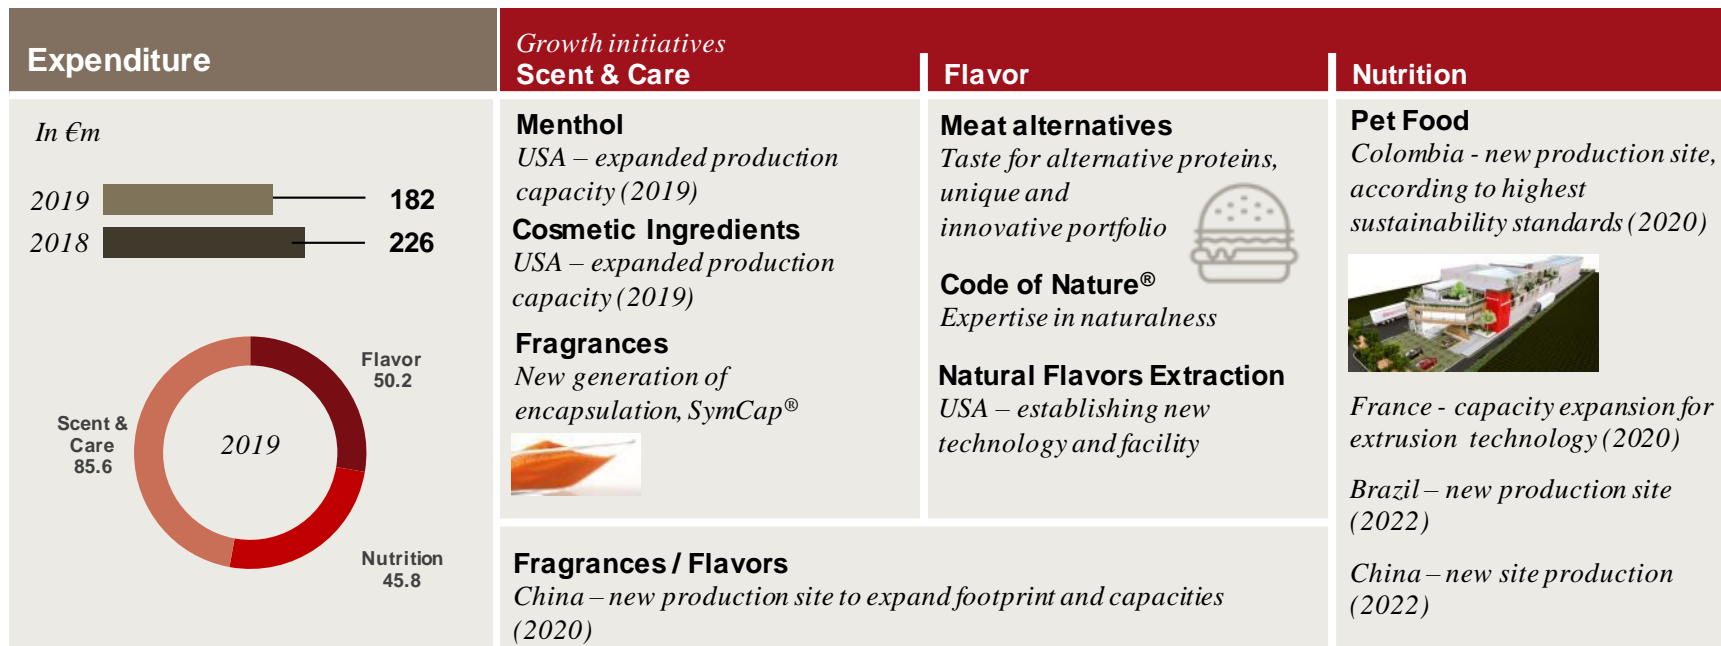 Expenditure
In €m
2019 182
2018 226
Flavor
50.2
Scent &
Care
85.6
2019
Nutrition
45.8
Growth initiatives
Scent & Care
Menthol
USA – expanded production
capacity (2019)
Cosmetic Ingredients
USA – expanded production
capacity (2019)
Fragrances
New generation of
encapsulation, SymCap®
Flavor
Meat alternatives
Taste for alternative proteins,
unique and
innovative portfolio
Code of Nature®
Expertise in naturalness
Natural Flavors Extraction
USA – establishing new
technology and facility
Fragrances / Flavors
China – new production site to expand footprint and capacities
(2020)
Nutrition
Pet Food
Colombia - new production site,
according to highest
sustainability standards (2020)
France - capacity expansion for
extrusion technology (2020)
Brazil – new production site
(2022)
China – new site production
(2022)